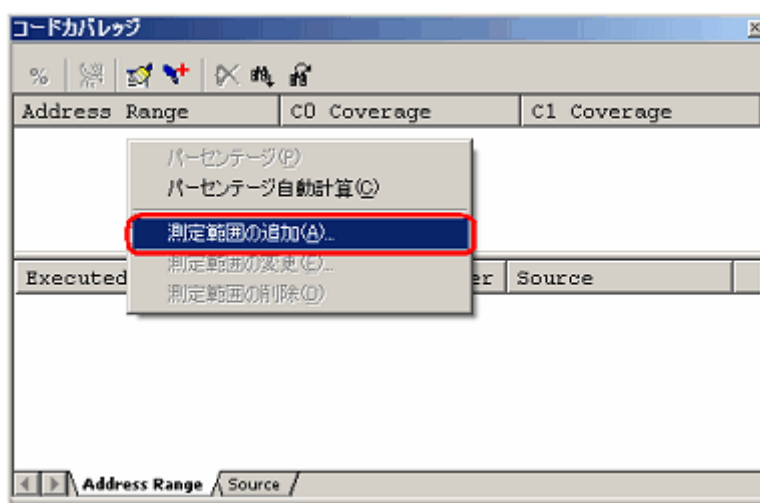 コードカバレッジ
%
Address Range C0 Coverage C1 Coverage
パーセンテージ(P)
パーセンテージ自動計算(C)
測定範囲の追加(A)...
測定範囲の変更(E)...
測定範囲の削除(D)
Executed er Source
Address Range Source